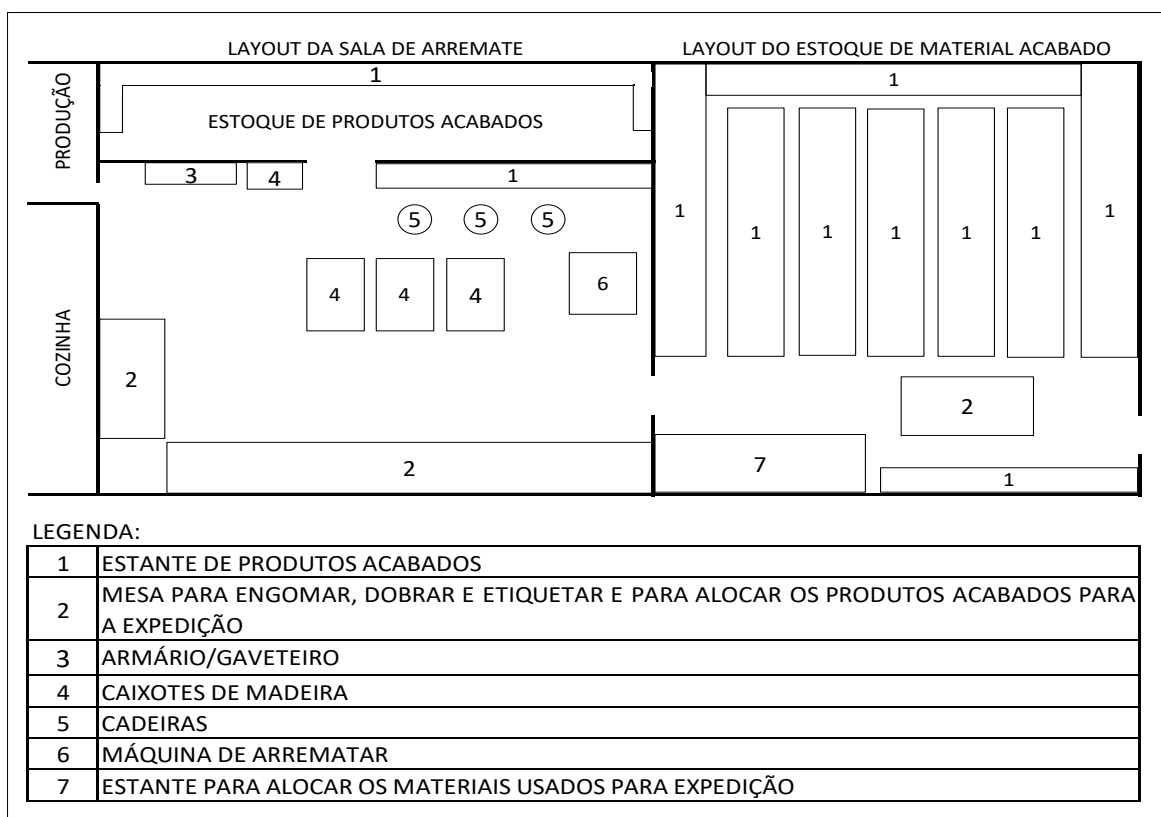 LAYOUT DA SALA DE ARREMATE
LAYOUT DO ESTOQUE DE MATERIAL ACABADO
PRODUÇÃO
1
ESTOQUE DE PRODUTOS ACABADOS
3
4
1
5
5
5
4
4
4
6
COZINHA
2
2
1
1
1
1
1
1
1
1
2
7
1
LEGENDA:
1 ESTANTE DE PRODUTOS ACABADOS
2 MESA PARA ENGOMAR, DOBRAR E ETIQUETAR E PARA ALOCAR OS PRODUTOS ACABADOS PARA
A EXPEDIÇÃO
3 ARMÁRIO/GAVETEIRO
4 CAIXOTES DE MADEIRA
5 CADEIRAS
6 MÁQUINA DE ARREMATAR
7 ESTANTE PARA ALOCAR OS MATERIAIS USADOS PARA EXPEDIÇÃO